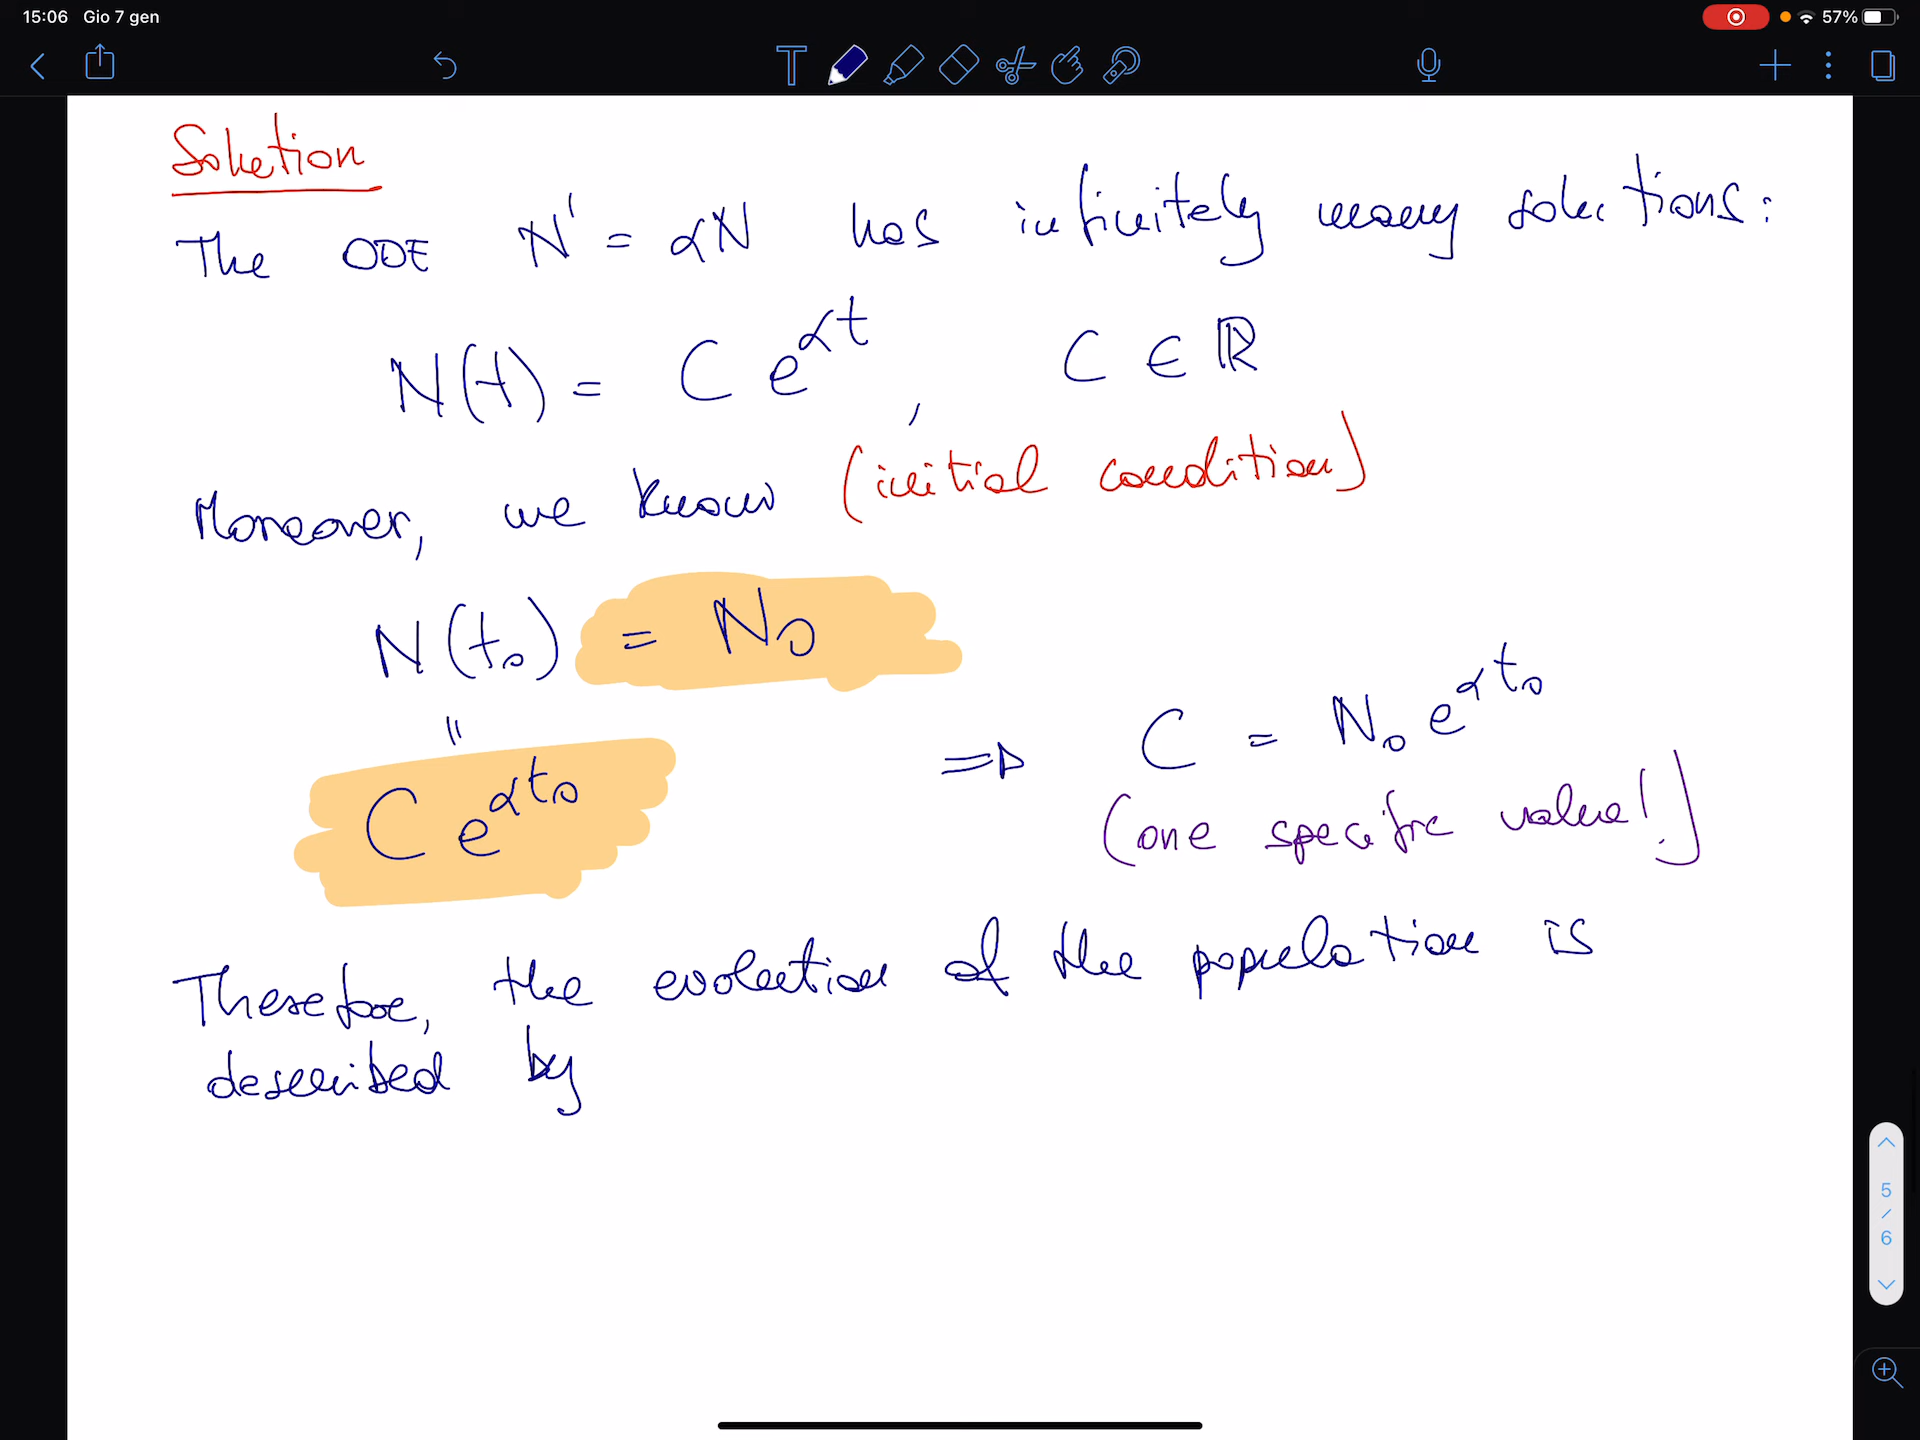 15:06 Gio 7 gen 57%
Solution
The ODE N' = αN has infinitely many solutions:
N(t) = C e^{αt}, C ∈ ℝ
Moreover, we know (initial condition)
N(t₀) = N₀
=
C e^{αt₀} ⇒ C = N₀ e^{αt₀}
(one specific value!)
Therefore, the evolution of the population is
described by
5
/
6